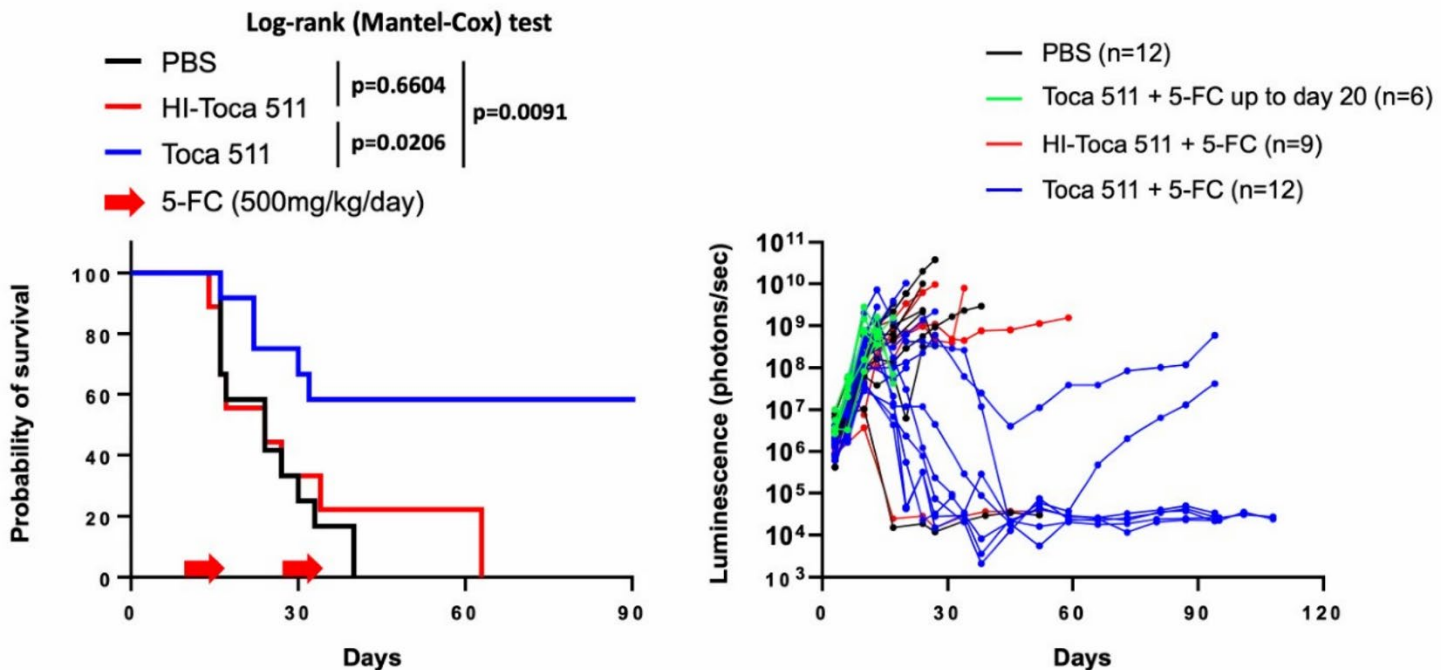 Log-rank (Mantel-Cox) test
PBS
HI-Toca 511
Toca 511
5-FC (500mg/kg/day)
p=0.6604
p=0.0206
p=0.0091
Probability of survival
100
80
60
40
20
0
0 30 60 90
Days
PBS (n=12)
Toca 511 + 5-FC up to day 20 (n=6)
HI-Toca 511 + 5-FC (n=9)
Toca 511 + 5-FC (n=12)
Luminescence (photons/sec)
10¹¹
10¹⁰
10⁹
10⁸
10⁷
10⁶
10⁵
10⁴
10³
0 30 60 90 120
Days